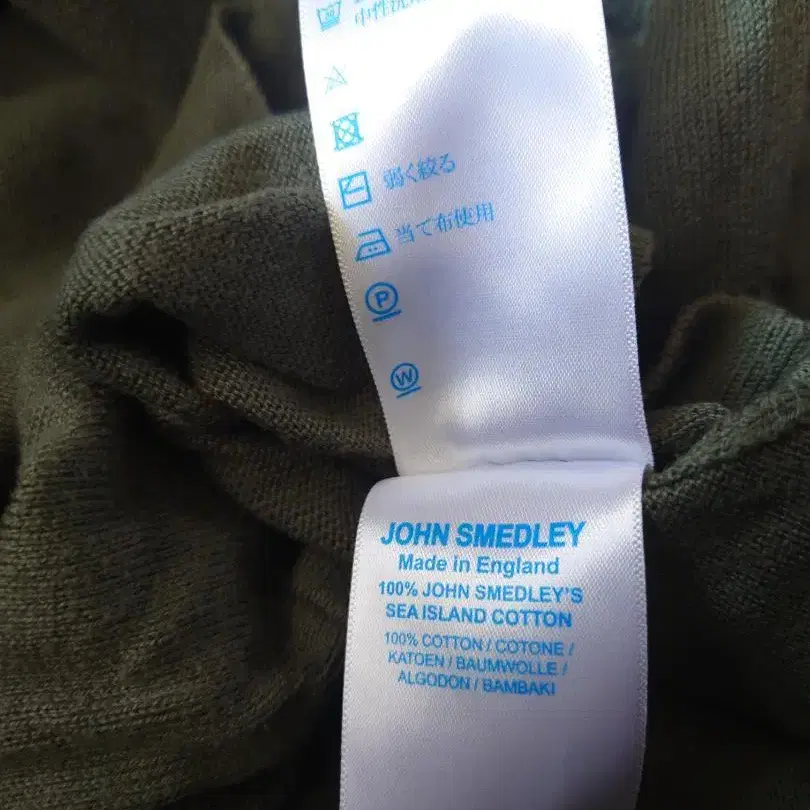 30
中性洗
弱く絞る
当て布使用
P
W
JOHN SMEDLEY
Made in England
100% JOHN SMEDLEY'S
SEA ISLAND COTTON
100% COTTON / COTONE /
KATOEN / BAUMWOLLE /
ALGODON / BAMBAKI